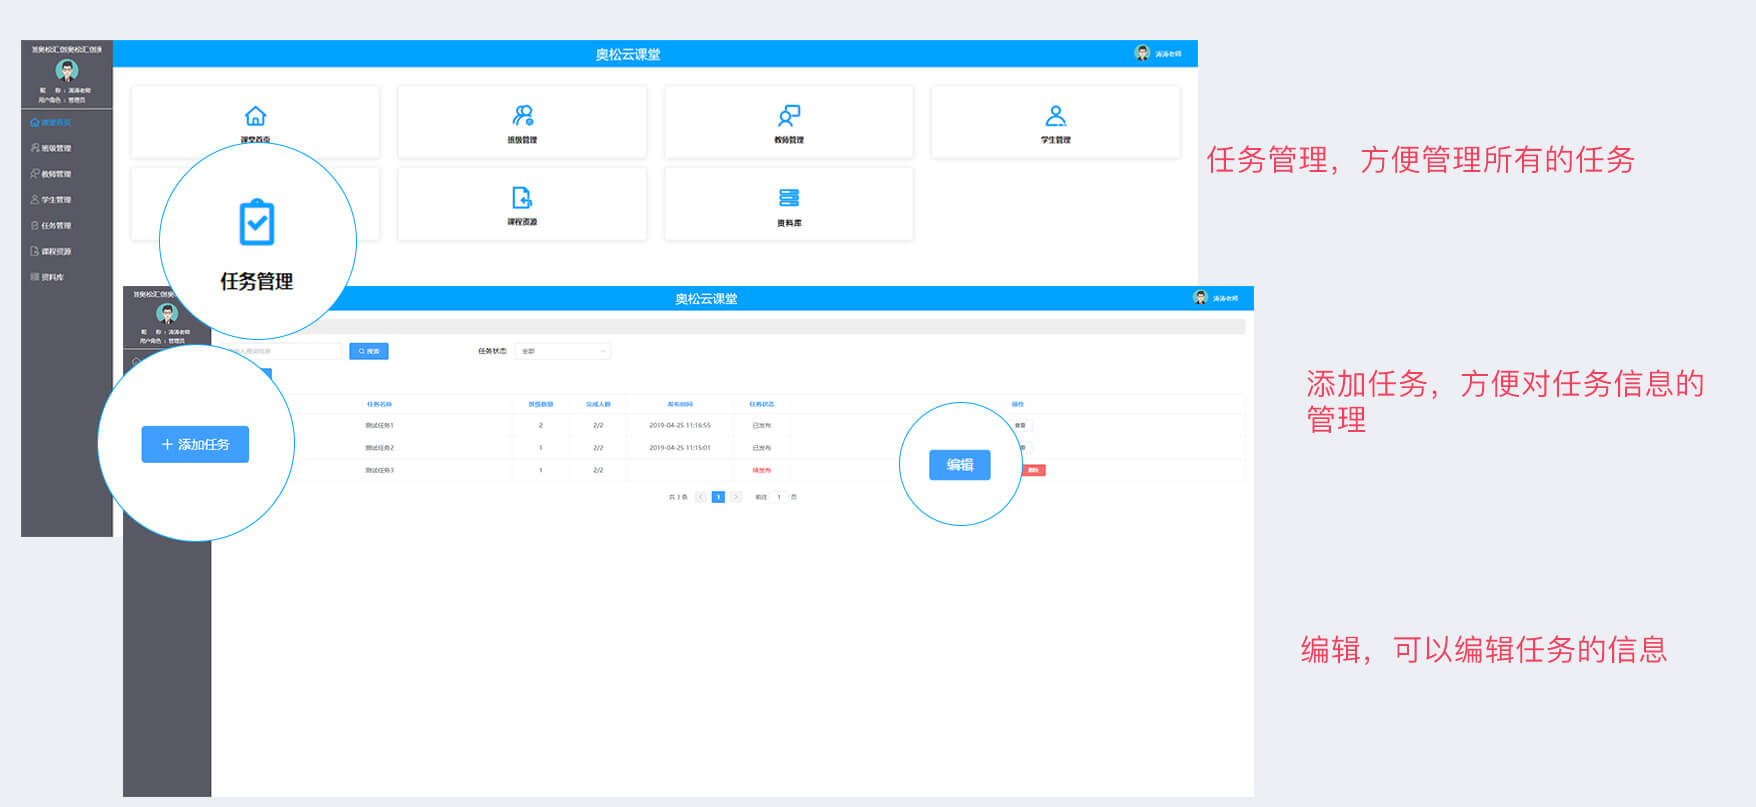 奥松云课堂
涛涛老师
昵 称：涛涛老师
用户角色：管理员
课堂首页
班级管理
教师管理
学生管理
任务管理
课程资源
资料库
课堂首页
班级管理
教师管理
学生管理
任务管理
课程资源
资料库
任务管理，方便管理所有的任务
奥松云课堂
涛涛老师
昵 称：涛涛老师
用户角色：管理员
搜索
任务状态 全部
添加任务，方便对任务信息的
管理
+ 添加任务
任务名称 班级数量 完成人数 发布时间 任务状态 操作
测试任务1 2 2/2 2019-04-25 11:16:55 已发布 查看
测试任务2 1 2/2 2019-04-25 11:15:01 已发布
测试任务3 1 2/2 待发布 编辑 删除
共 3 条 < 1 > 前往 1 页
编辑，可以编辑任务的信息